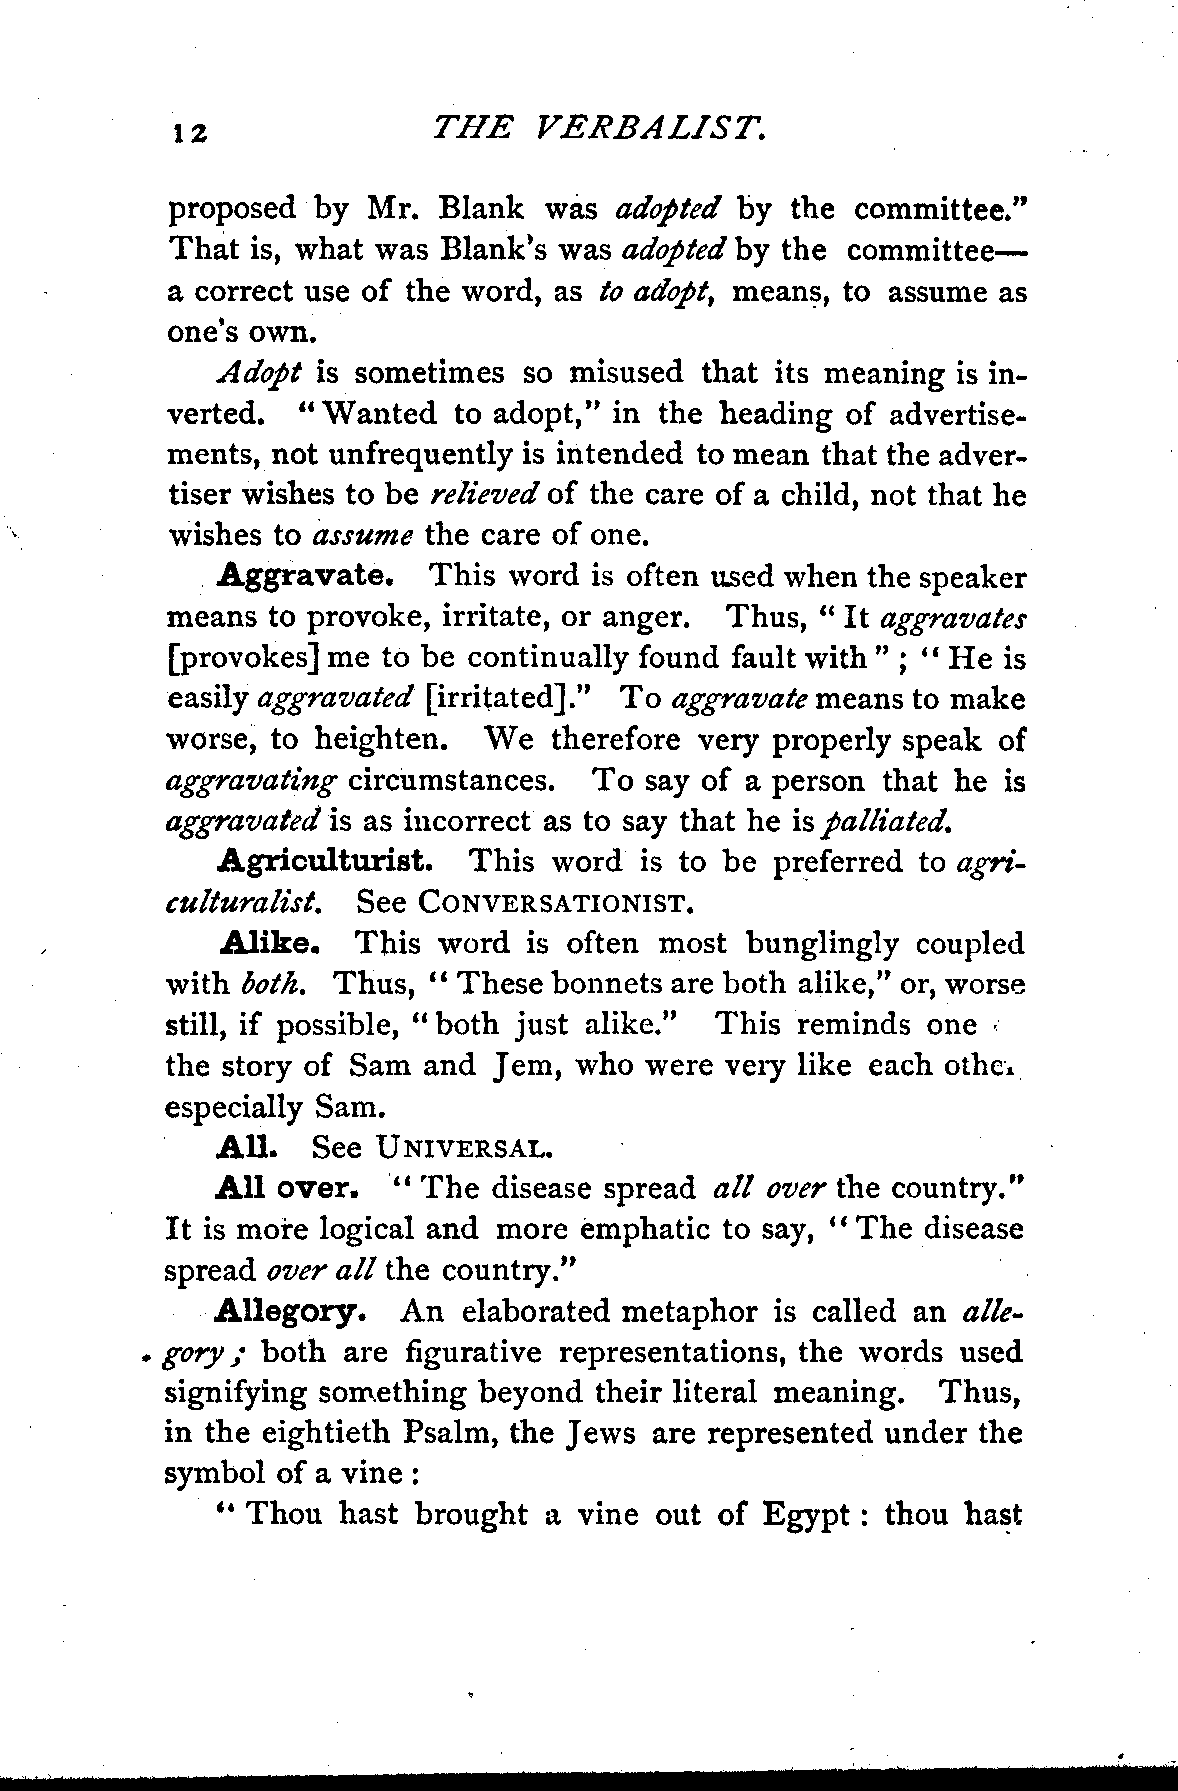 12 THE VERBALIST.
proposed by Mr. Blank was adopted by the committee."
That is, what was Blank's was adopted by the committee—
a correct use of the word, as to adopt, means, to assume as
one's own.
Adopt is sometimes so misused that its meaning is in-
verted. "Wanted to adopt," in the heading of advertise-
ments, not unfrequently is intended to mean that the adver-
tiser wishes to be relieved of the care of a child, not that he
wishes to assume the care of one.
Aggravate. This word is often used when the speaker
means to provoke, irritate, or anger. Thus, "It aggravates
[provokes] me to be continually found fault with"; "He is
easily aggravated [irritated]." To aggravate means to make
worse, to heighten. We therefore very properly speak of
aggravating circumstances. To say of a person that he is
aggravated is as incorrect as to say that he is palliated.
Agriculturist. This word is to be preferred to agri-
culturalist. See CONVERSATIONIST.
Alike. This word is often most bunglingly coupled
with both. Thus, "These bonnets are both alike," or, worse
still, if possible, "both just alike." This reminds one
the story of Sam and Jem, who were very like each other
especially Sam.
All. See UNIVERSAL.
All over. "The disease spread all over the country."
It is more logical and more emphatic to say, "The disease
spread over all the country."
Allegory. An elaborated metaphor is called an alle-
gory; both are figurative representations, the words used
signifying something beyond their literal meaning. Thus,
in the eightieth Psalm, the Jews are represented under the
symbol of a vine:
"Thou hast brought a vine out of Egypt: thou hast